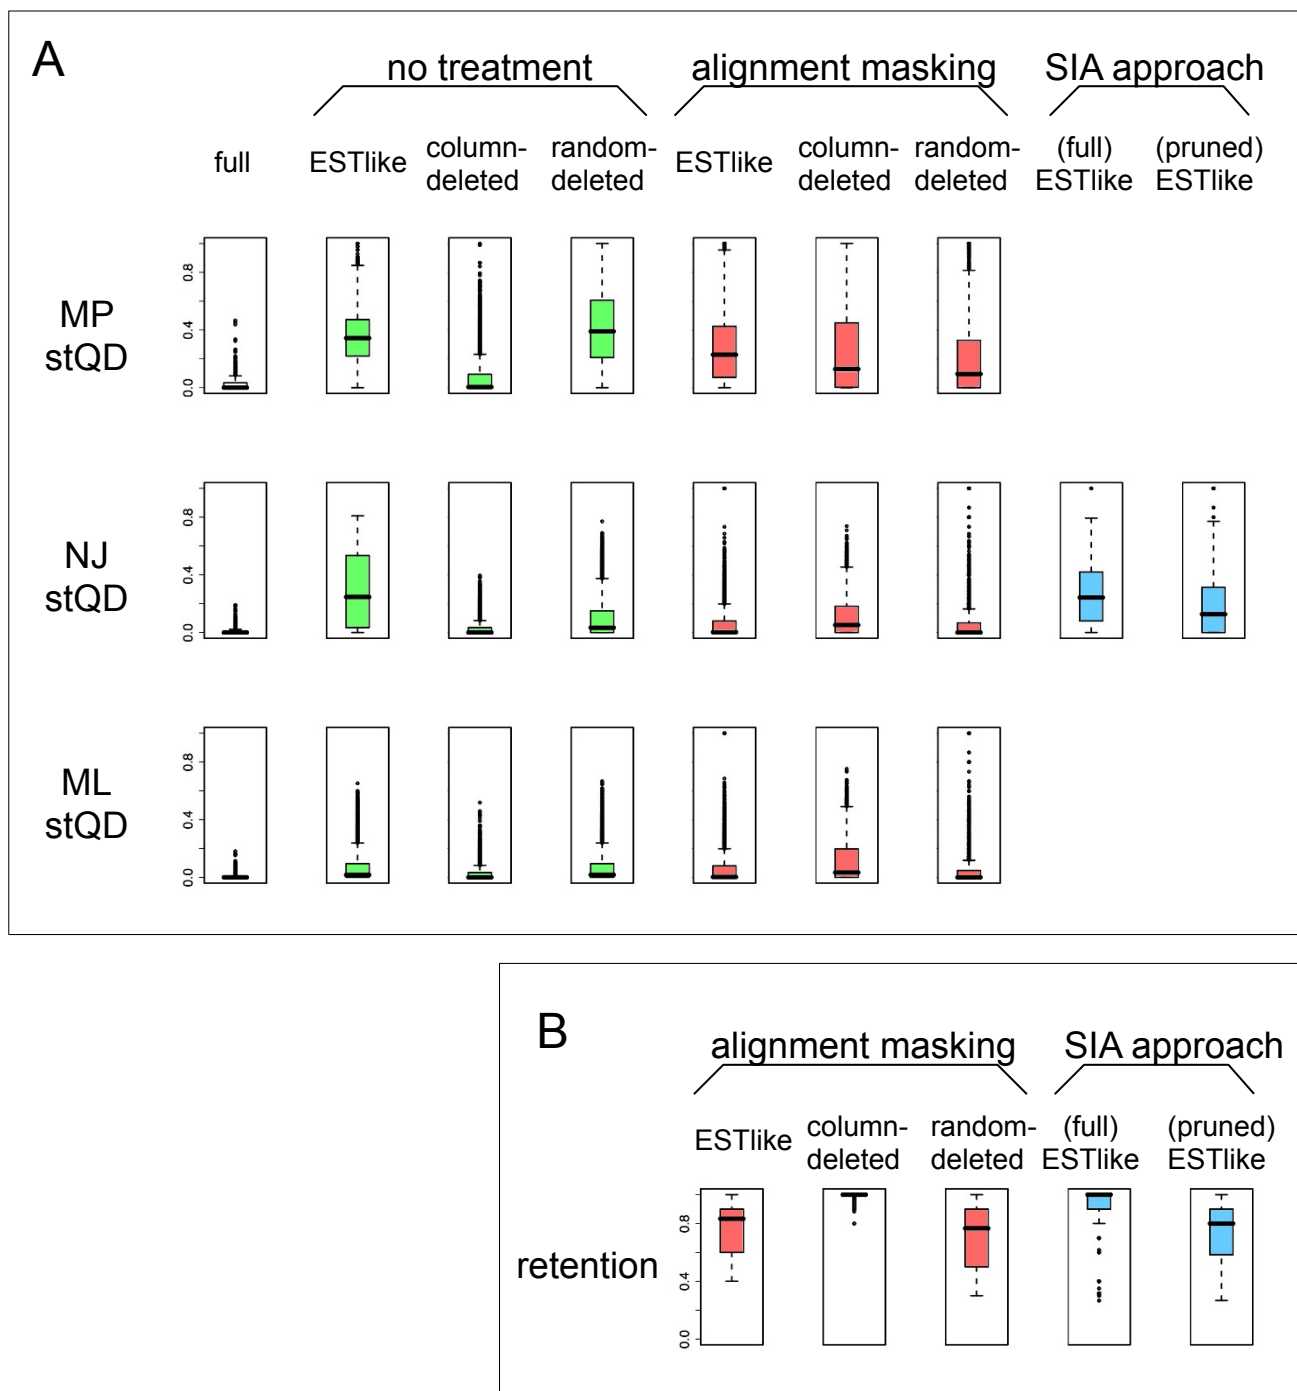 A
no treatment alignment masking SIA approach
full ESTlike column- random- ESTlike column- random- (full) (pruned)
deleted deleted deleted deleted ESTlike ESTlike
MP
stQD
0.0 0.4 0.8
NJ
stQD
0.0 0.4 0.8
ML
stQD
0.0 0.4 0.8
B
alignment masking SIA approach
ESTlike column- random- (full) (pruned)
deleted deleted ESTlike ESTlike
retention
0.0 0.4 0.8